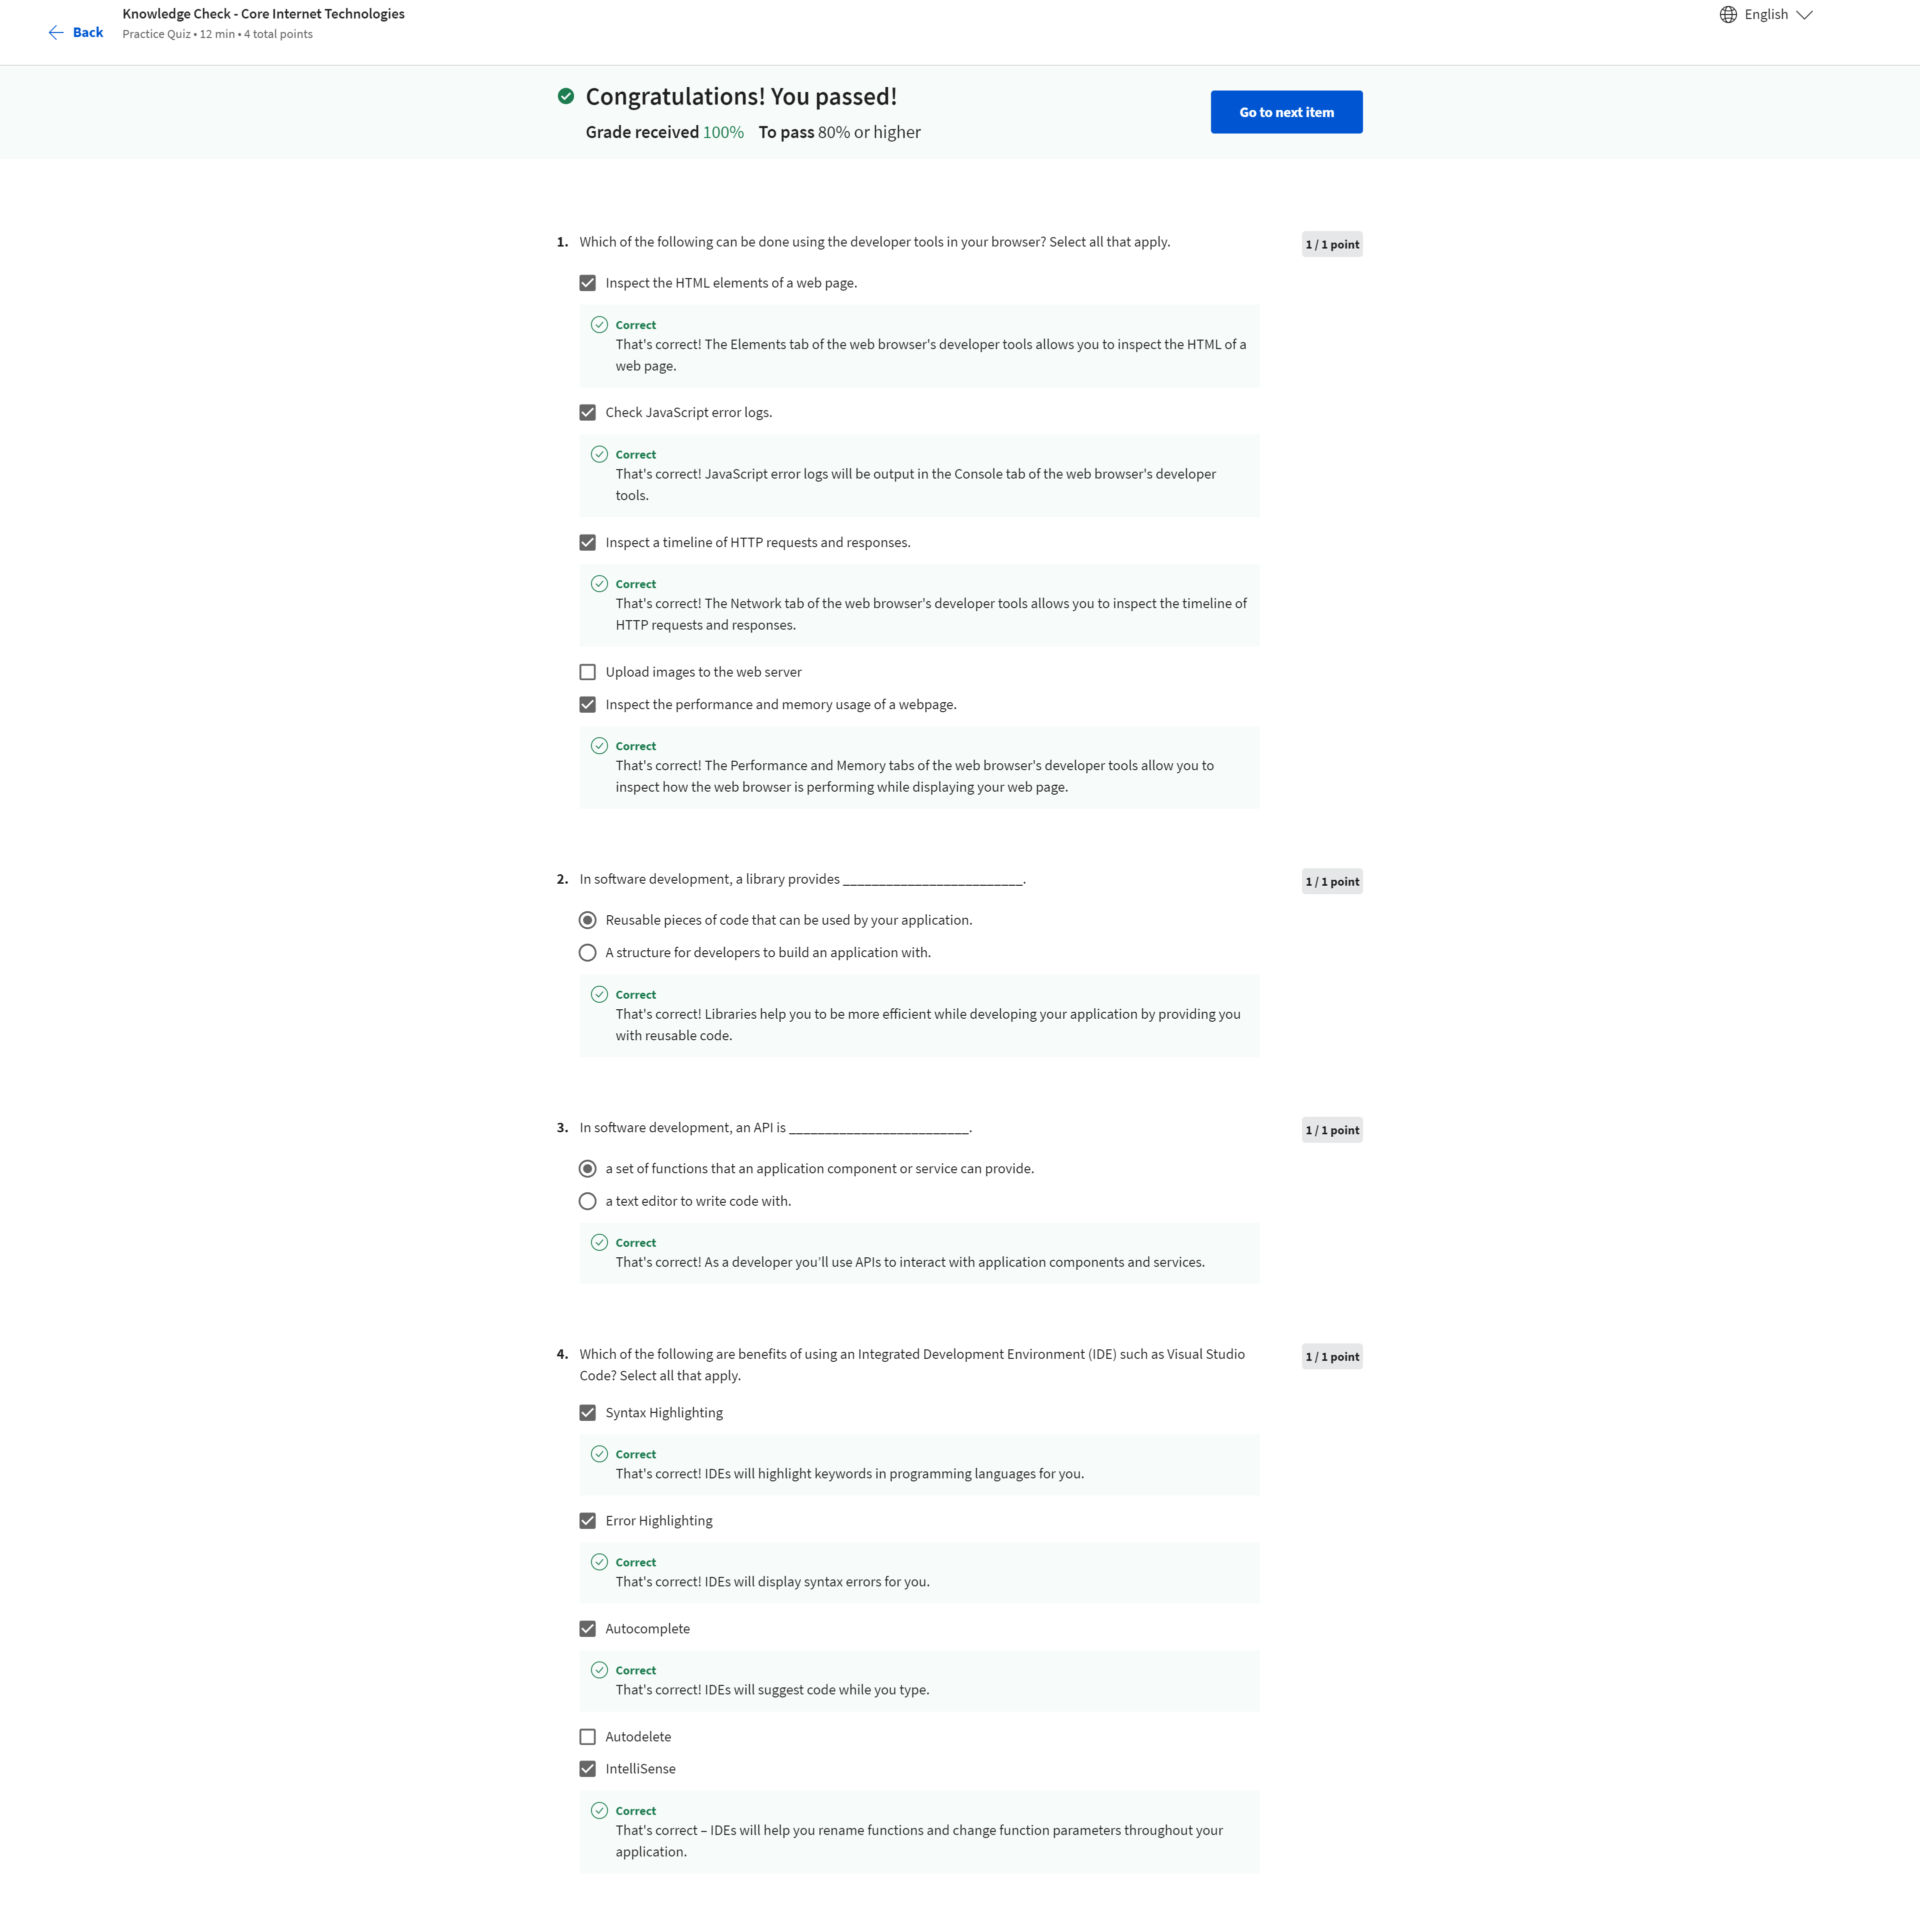 Back
Knowledge Check - Core Internet Technologies
Practice Quiz • 12 min • 4 total points
English
Congratulations! You passed!
Grade received 100% To pass 80% or higher
Go to next item
1. Which of the following can be done using the developer tools in your browser? Select all that apply.
1 / 1 point
Inspect the HTML elements of a web page.
Correct
That's correct! The Elements tab of the web browser's developer tools allows you to inspect the HTML of a
web page.
Check JavaScript error logs.
Correct
That's correct! JavaScript error logs will be output in the Console tab of the web browser's developer
tools.
Inspect a timeline of HTTP requests and responses.
Correct
That's correct! The Network tab of the web browser's developer tools allows you to inspect the timeline of
HTTP requests and responses.
Upload images to the web server
Inspect the performance and memory usage of a webpage.
Correct
That's correct! The Performance and Memory tabs of the web browser's developer tools allow you to
inspect how the web browser is performing while displaying your web page.
2. In software development, a library provides _________________________.
1 / 1 point
Reusable pieces of code that can be used by your application.
A structure for developers to build an application with.
Correct
That's correct! Libraries help you to be more efficient while developing your application by providing you
with reusable code.
3. In software development, an API is _________________________.
1 / 1 point
a set of functions that an application component or service can provide.
a text editor to write code with.
Correct
That's correct! As a developer you’ll use APIs to interact with application components and services.
4. Which of the following are benefits of using an Integrated Development Environment (IDE) such as Visual Studio
Code? Select all that apply.
1 / 1 point
Syntax Highlighting
Correct
That's correct! IDEs will highlight keywords in programming languages for you.
Error Highlighting
Correct
That's correct! IDEs will display syntax errors for you.
Autocomplete
Correct
That's correct! IDEs will suggest code while you type.
Autodelete
IntelliSense
Correct
That's correct – IDEs will help you rename functions and change function parameters throughout your
application.